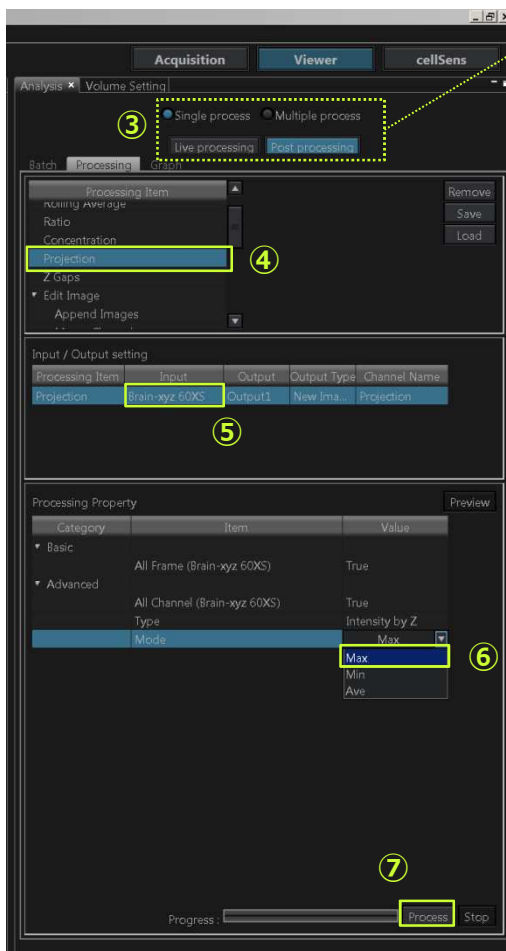 Acquisition Viewer cellSens
Analysis × Volume Setting
③ Single process Multiple process
Live processing Post processing
Batch Processing Graph
Processing Item Remove
Rolling Average Save
Ratio Load
Concentration
Projection ④
Z Gaps
▾ Edit Image
Append Images
Input / Output setting
Processing Item Input Output Output Type Channel Name
Projection Brain-xyz 60XS Output1 New Ima... Projection
⑤
Processing Property Preview
Category Item Value
▾ Basic
All Frame (Brain-xyz 60XS) True
▾ Advanced
All Channel (Brain-xyz 60XS) True
Type Intensity by Z
Mode Max
Max ⑥
Min
Ave
⑦
Progress : Process Stop